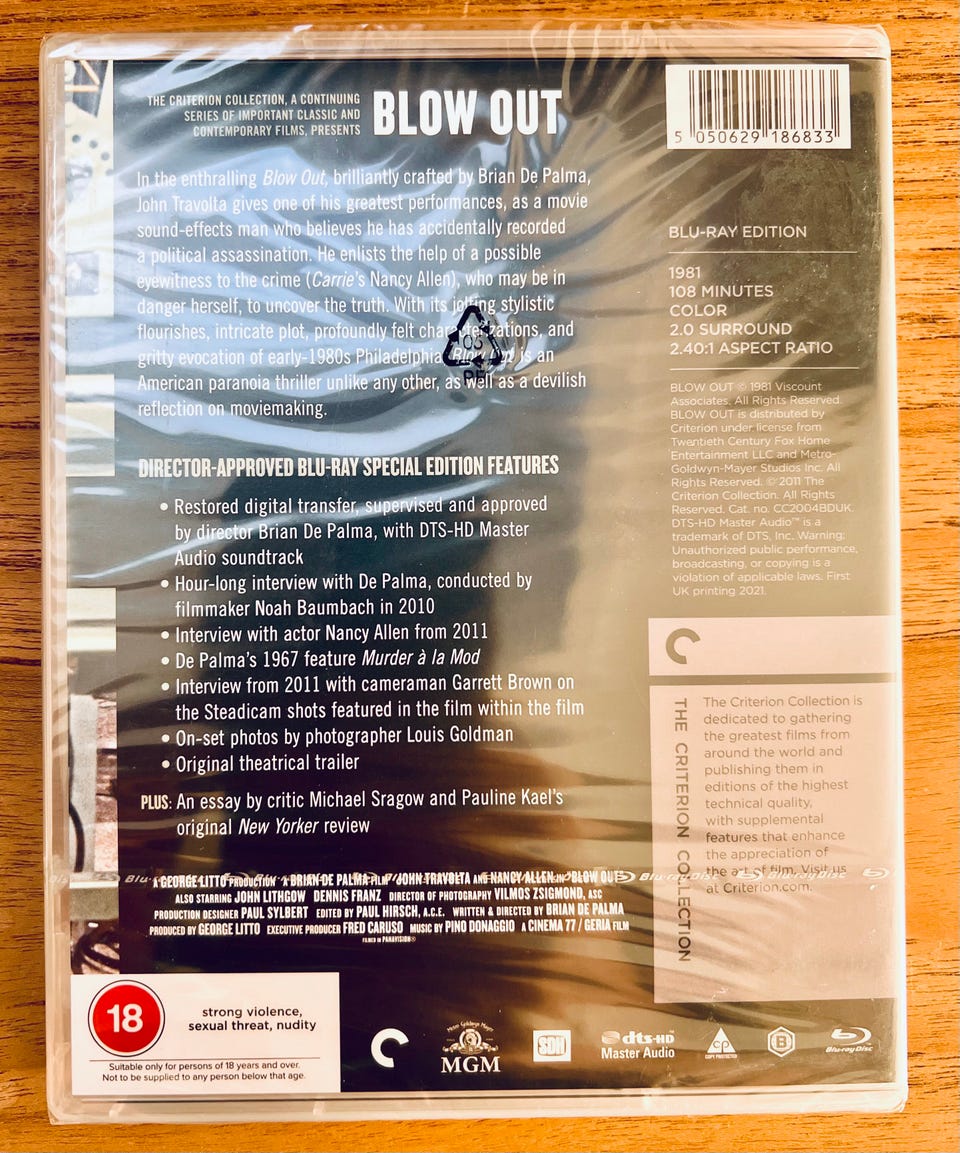 THE CRITERION COLLECTION, A CONTINUING
SERIES OF IMPORTANT CLASSIC AND
CONTEMPORARY FILMS, PRESENTS
BLOW OUT
In the enthralling Blow Out, brilliantly crafted by Brian De Palma,
John Travolta gives one of his greatest performances, as a movie
sound-effects man who believes he has accidentally recorded
a political assassination. He enlists the help of a possible
eyewitness to the crime (Carrie's Nancy Allen), who may be in
danger herself, to uncover the truth. With its jolting stylistic
flourishes, intricate plot, profoundly felt characterizations, and
gritty evocation of early-1980s Philadelphia, Blow Out is an
American paranoia thriller unlike any other, as well as a devilish
reflection on moviemaking.
DIRECTOR-APPROVED BLU-RAY SPECIAL EDITION FEATURES
• Restored digital transfer, supervised and approved
by director Brian De Palma, with DTS-HD Master
Audio soundtrack
• Hour-long interview with De Palma, conducted by
filmmaker Noah Baumbach in 2010
• Interview with actor Nancy Allen from 2011
• De Palma's 1967 feature Murder à la Mod
• Interview from 2011 with cameraman Garrett Brown on
the Steadicam shots featured in the film within the film
• On-set photos by photographer Louis Goldman
• Original theatrical trailer
PLUS: An essay by critic Michael Sragow and Pauline Kael's
original New Yorker review
A GEORGE LITTO PRODUCTION A BRIAN DE PALMA FILM JOHN TRAVOLTA AND NANCY ALLEN IN "BLOW OUT"
ALSO STARRING JOHN LITHGOW DENNIS FRANZ DIRECTOR OF PHOTOGRAPHY VILMOS ZSIGMOND, ASC
PRODUCTION DESIGNER PAUL SYLBERT EDITED BY PAUL HIRSCH, A.C.E. WRITTEN & DIRECTED BY BRIAN DE PALMA
PRODUCED BY GEORGE LITTO EXECUTIVE PRODUCER FRED CARUSO MUSIC BY PINO DONAGGIO A CINEMA 77 / GERIA FILM
FILMED IN PANAVISION®
Blu-ray Disc
5 050629 186833
BLU-RAY EDITION
1981
108 MINUTES
COLOR
2.0 SURROUND
2.40:1 ASPECT RATIO
BLOW OUT © 1981 Viscount
Associates. All Rights Reserved.
BLOW OUT is distributed by
Criterion under license from
Twentieth Century Fox Home
Entertainment LLC and Metro-
Goldwyn-Mayer Studios Inc. All
Rights Reserved. © 2011 The
Criterion Collection. All Rights
Reserved. Cat. no. CC2004BDUK.
DTS-HD Master Audio™ is a
trademark of DTS, Inc. Warning:
Unauthorized public performance,
broadcasting, or copying is a
violation of applicable laws. First
UK printing 2021.
THE CRITERION COLLECTION
The Criterion Collection is
dedicated to gathering
the greatest films from
around the world and
publishing them in
editions of the highest
technical quality,
with supplemental
features that enhance
the appreciation of
the art of film. Visit us
at Criterion.com.
18
strong violence,
sexual threat, nudity
Suitable only for persons of 18 years and over.
Not to be supplied to any person below that age.
MGM
SDH
dts-HD
Master Audio
CP
COPY PROTECTED
B
Blu-ray Disc